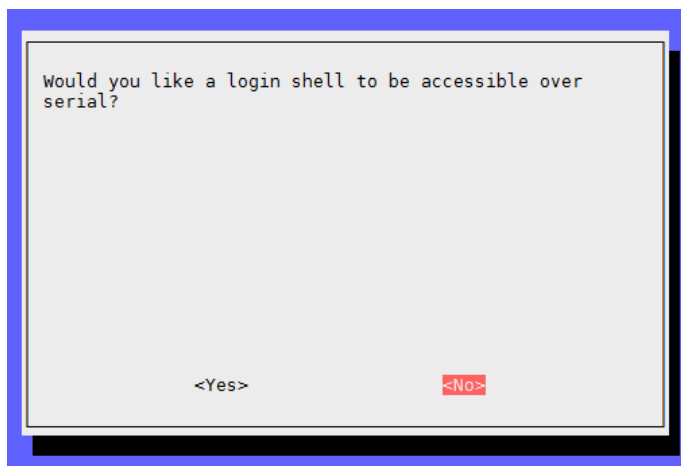 Would you like a login shell to be accessible over
serial?
<Yes> <No>